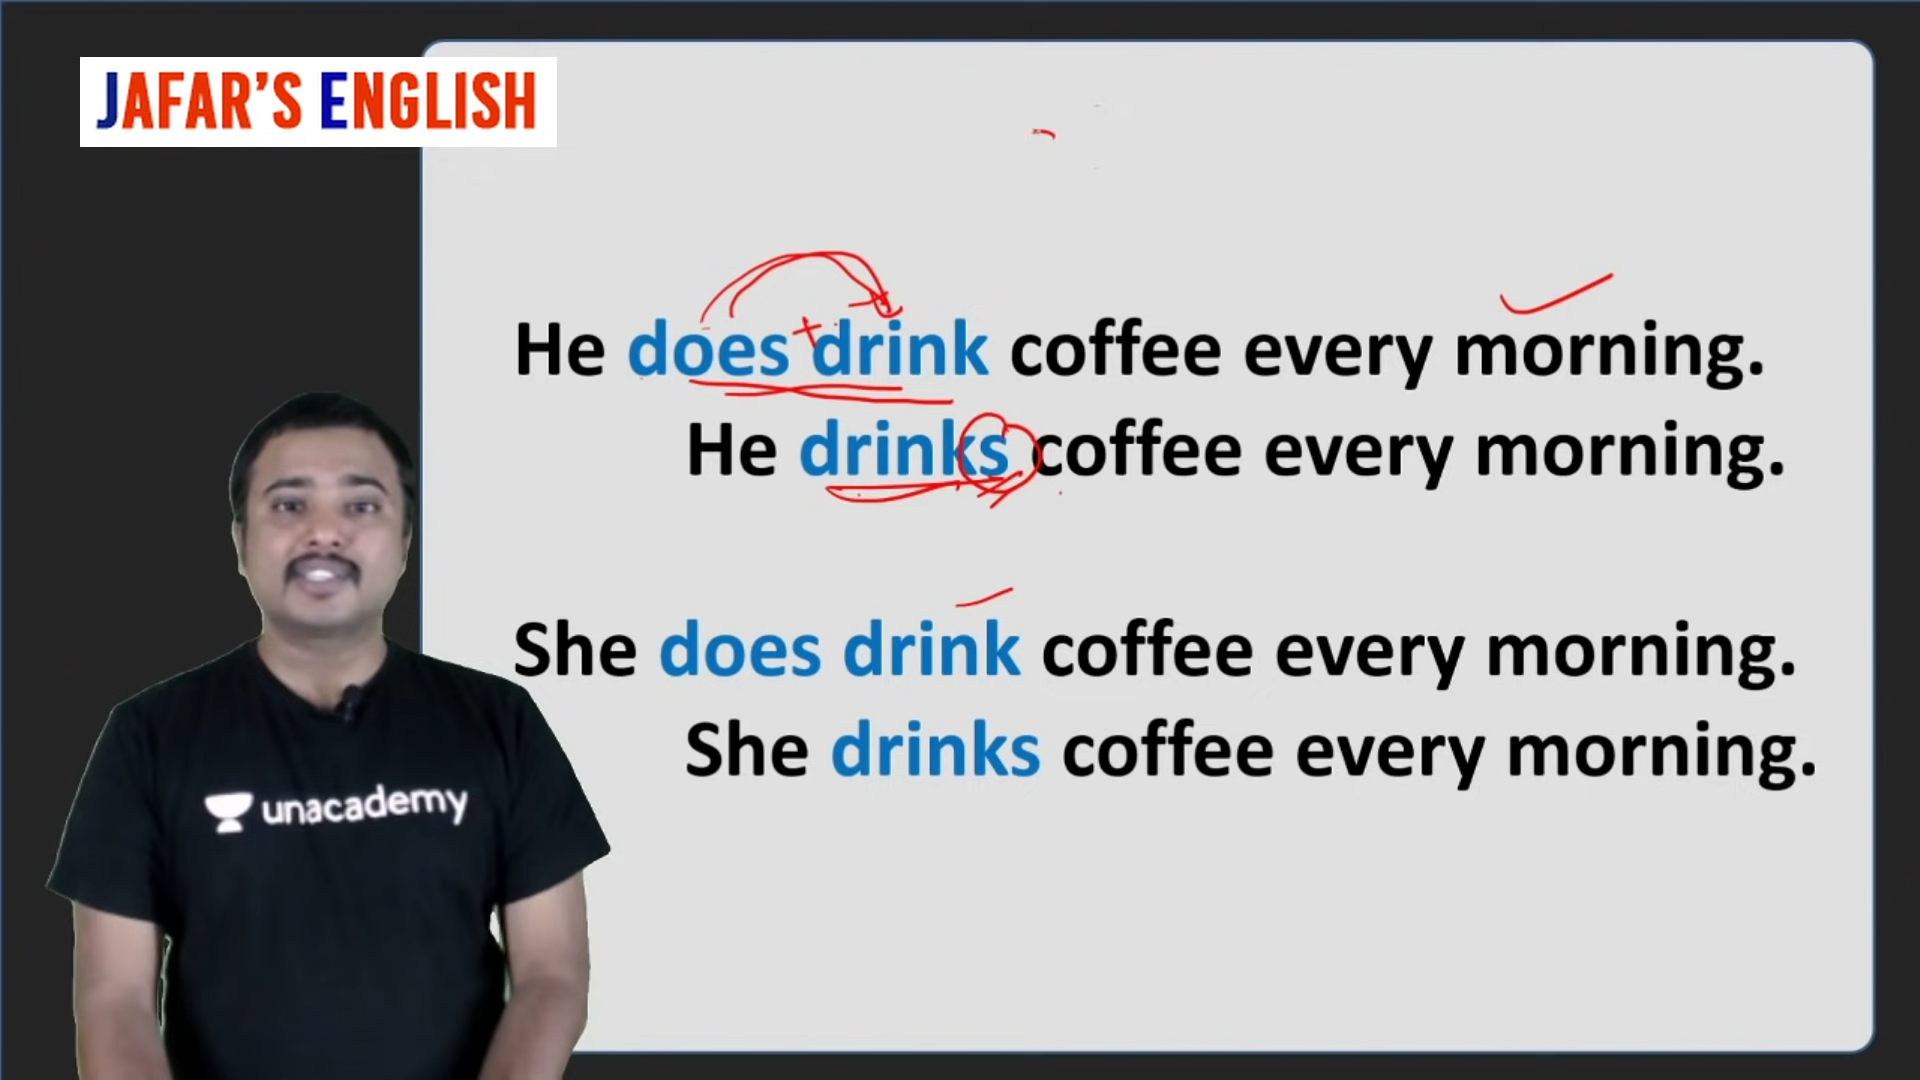 JAFAR'S ENGLISH
He does + drink coffee every morning.
He drinks coffee every morning.
She does drink coffee every morning.
She drinks coffee every morning.
unacademy